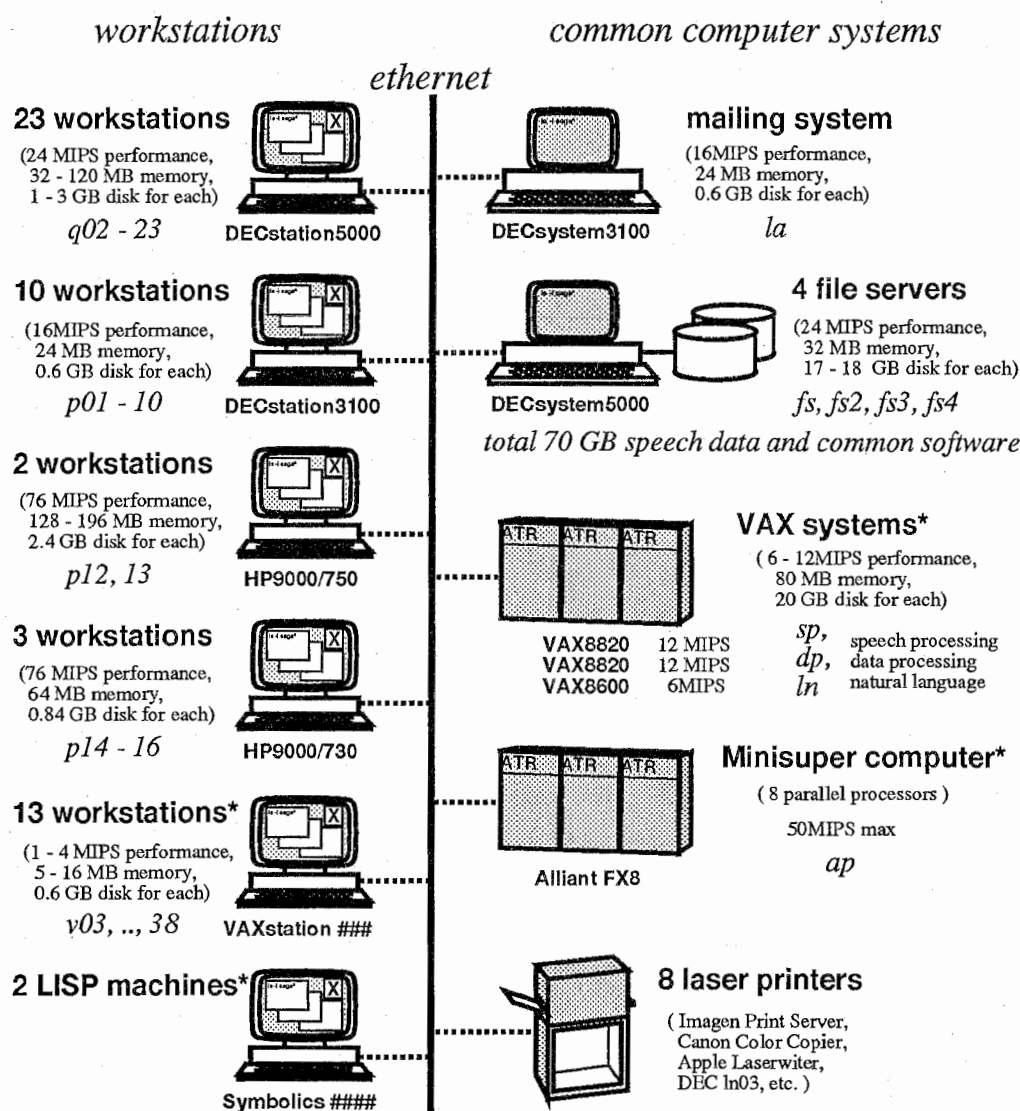 workstations
common computer systems
ethernet
23 workstations
(24 MIPS performance,
32 - 120 MB memory,
1 - 3 GB disk for each)
q02 - 23
DECstation5000
10 workstations
(16MIPS performance,
24 MB memory,
0.6 GB disk for each)
p01 - 10
DECstation3100
2 workstations
(76 MIPS performance,
128 - 196 MB memory,
2.4 GB disk for each)
p12, 13
HP9000/750
3 workstations
(76 MIPS performance,
64 MB memory,
0.84 GB disk for each)
p14 - 16
HP9000/730
13 workstations*
(1 - 4 MIPS performance,
5 - 16 MB memory,
0.6 GB disk for each)
v03, .., 38
VAXstation ###
2 LISP machines*
Symbolics ####
X
X
X
X
X
X
mailing system
(16MIPS performance,
24 MB memory,
0.6 GB disk for each)
la
DECsystem3100
4 file servers
(24 MIPS performance,
32 MB memory,
17 - 18 GB disk for each)
fs, fs2, fs3, fs4
DECsystem5000
total 70 GB speech data and common software
ATR ATR ATR
VAX systems*
( 6 - 12MIPS performance,
80 MB memory,
20 GB disk for each)
VAX8820 12 MIPS sp, speech processing
VAX8820 12 MIPS dp, data processing
VAX8600 6MIPS ln natural language
ATR ATR ATR
Minisuper computer*
( 8 parallel processors )
50MIPS max
ap
Alliant FX8
8 laser printers
( Imagen Print Server,
Canon Color Copier,
Apple Laserwiter,
DEC ln03, etc. )